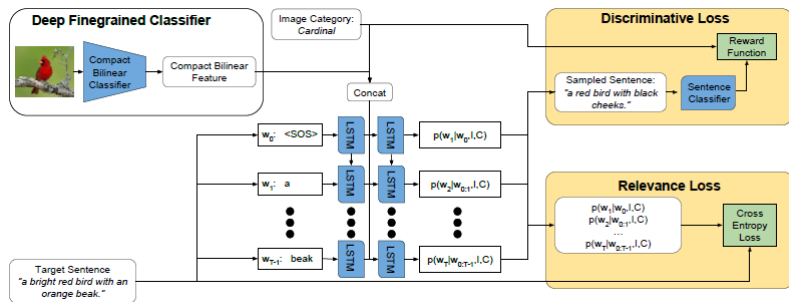 Deep Finegrained Classifier
Compact
Bilinear
Classifier
Compact Bilinear
Feature
Image Category:
Cardinal
Concat
Discriminative Loss
Reward
Function
Sampled Sentence:
"a red bird with black
cheeks."
Sentence
Classifier
w₀: <SOS>
LSTM
LSTM
p(w₁|w₀,I,C)
w₁: a
LSTM
LSTM
p(w₂|w₀:₁,I,C)
w_T-1: beak
LSTM
LSTM
p(w_T|w₀:T-1,I,C)
Relevance Loss
p(w₁|w₀,I,C)
p(w₂|w₀:₁,I,C)
...
p(w_T|w₀:T-1,I,C)
Cross
Entropy
Loss
Target Sentence
"a bright red bird with an
orange beak."